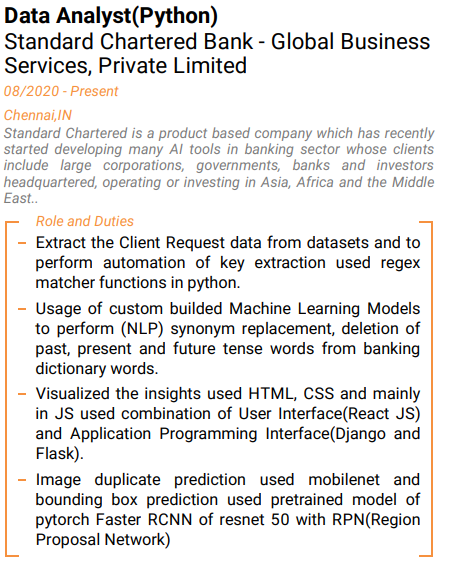 Data Analyst(Python)
Standard Chartered Bank - Global Business
Services, Private Limited
08/2020 - Present
Chennai,IN
Standard Chartered is a product based company which has recently
started developing many AI tools in banking sector whose clients
include large corporations, governments, banks and investors
headquartered, operating or investing in Asia, Africa and the Middle
East..
Role and Duties
– Extract the Client Request data from datasets and to
perform automation of key extraction used regex
matcher functions in python.
– Usage of custom builded Machine Learning Models
to perform (NLP) synonym replacement, deletion of
past, present and future tense words from banking
dictionary words.
– Visualized the insights used HTML, CSS and mainly
in JS used combination of User Interface(React JS)
and Application Programming Interface(Django and
Flask).
– Image duplicate prediction used mobilenet and
bounding box prediction used pretrained model of
pytorch Faster RCNN of resnet 50 with RPN(Region
Proposal Network)